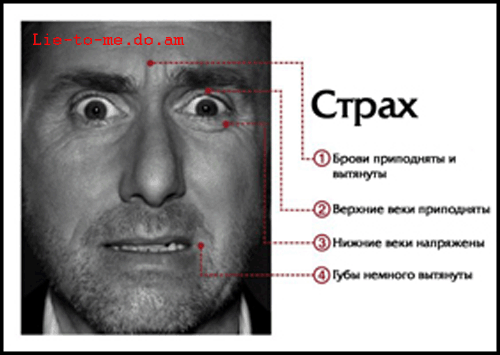 Lie-to-me.do.am
Страх
1 Брови приподняты и
вытянуты
2 Верхние веки приподняты
3 Нижние веки напряжены
4 Губы немного вытянуты